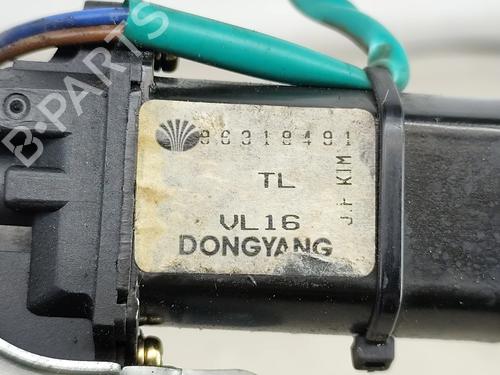 96318491
TL
VL16
DONGYANG
J.H KIM
B-PARTS